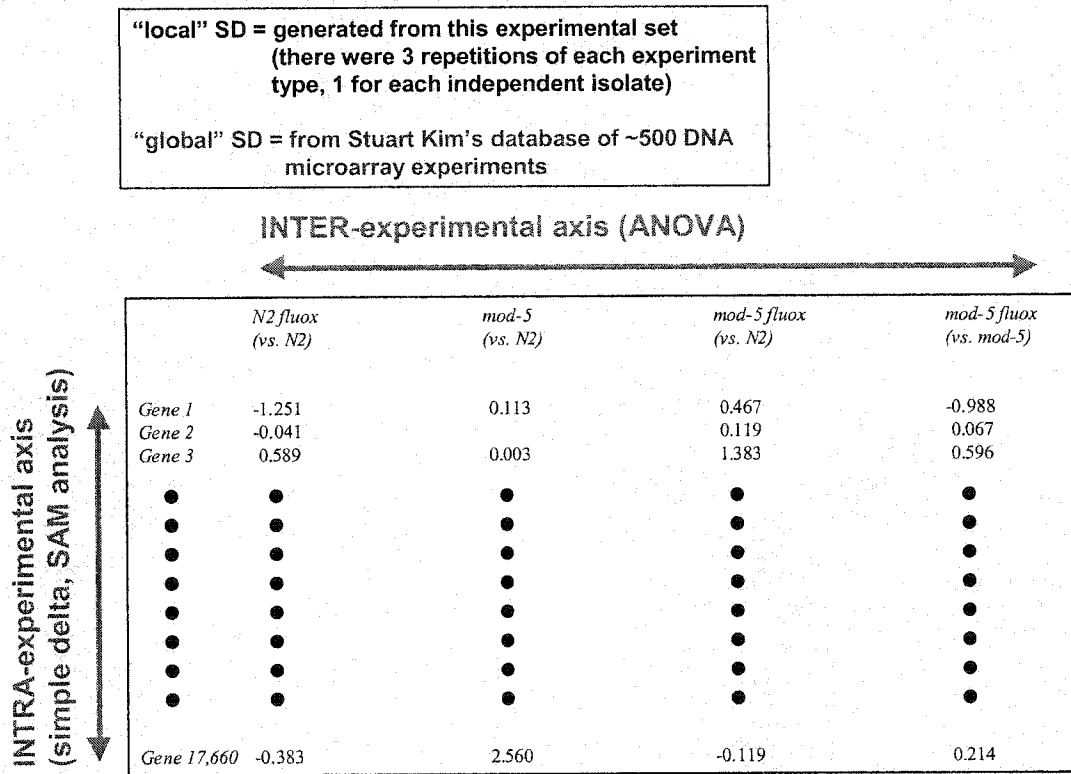 “local” SD = generated from this experimental set
(there were 3 repetitions of each experiment
type, 1 for each independent isolate)
“global” SD = from Stuart Kim’s database of ~500 DNA
microarray experiments
INTER-experimental axis (ANOVA)
INTRA-experimental axis
(simple delta, SAM analysis)
N2 fluox mod-5 mod-5 fluox mod-5 fluox
(vs. N2) (vs. N2) (vs. N2) (vs. mod-5)
Gene 1 -1.251 0.113 0.467 -0.988
Gene 2 -0.041 0.119 0.067
Gene 3 0.589 0.003 1.383 0.596
Gene 17,660 -0.383 2.560 -0.119 0.214